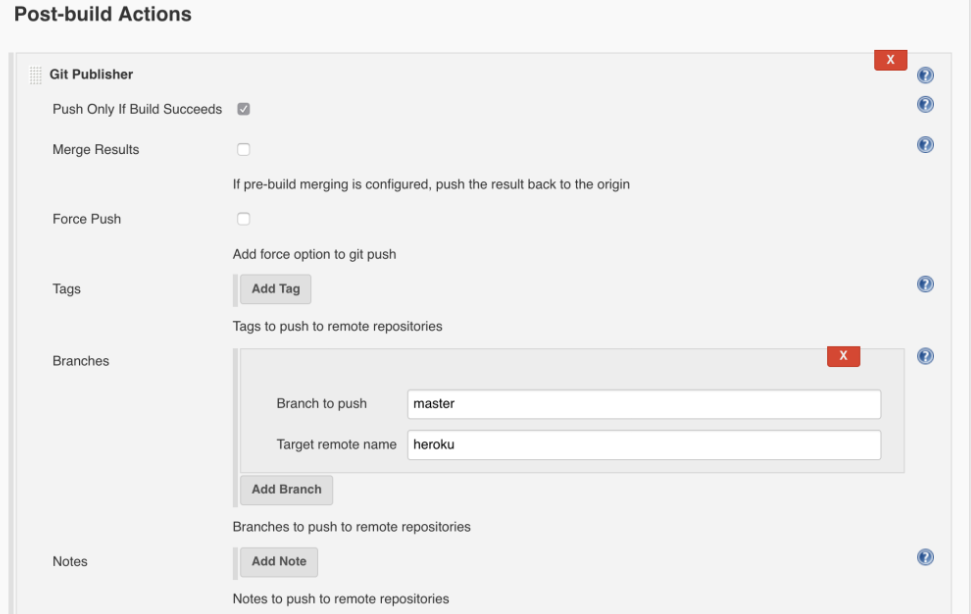 Post-build Actions
X
Git Publisher
Push Only If Build Succeeds
Merge Results
If pre-build merging is configured, push the result back to the origin
Force Push
Add force option to git push
Tags
Add Tag
Tags to push to remote repositories
Branches
X
Branch to push master
Target remote name heroku
Add Branch
Branches to push to remote repositories
Notes
Add Note
Notes to push to remote repositories